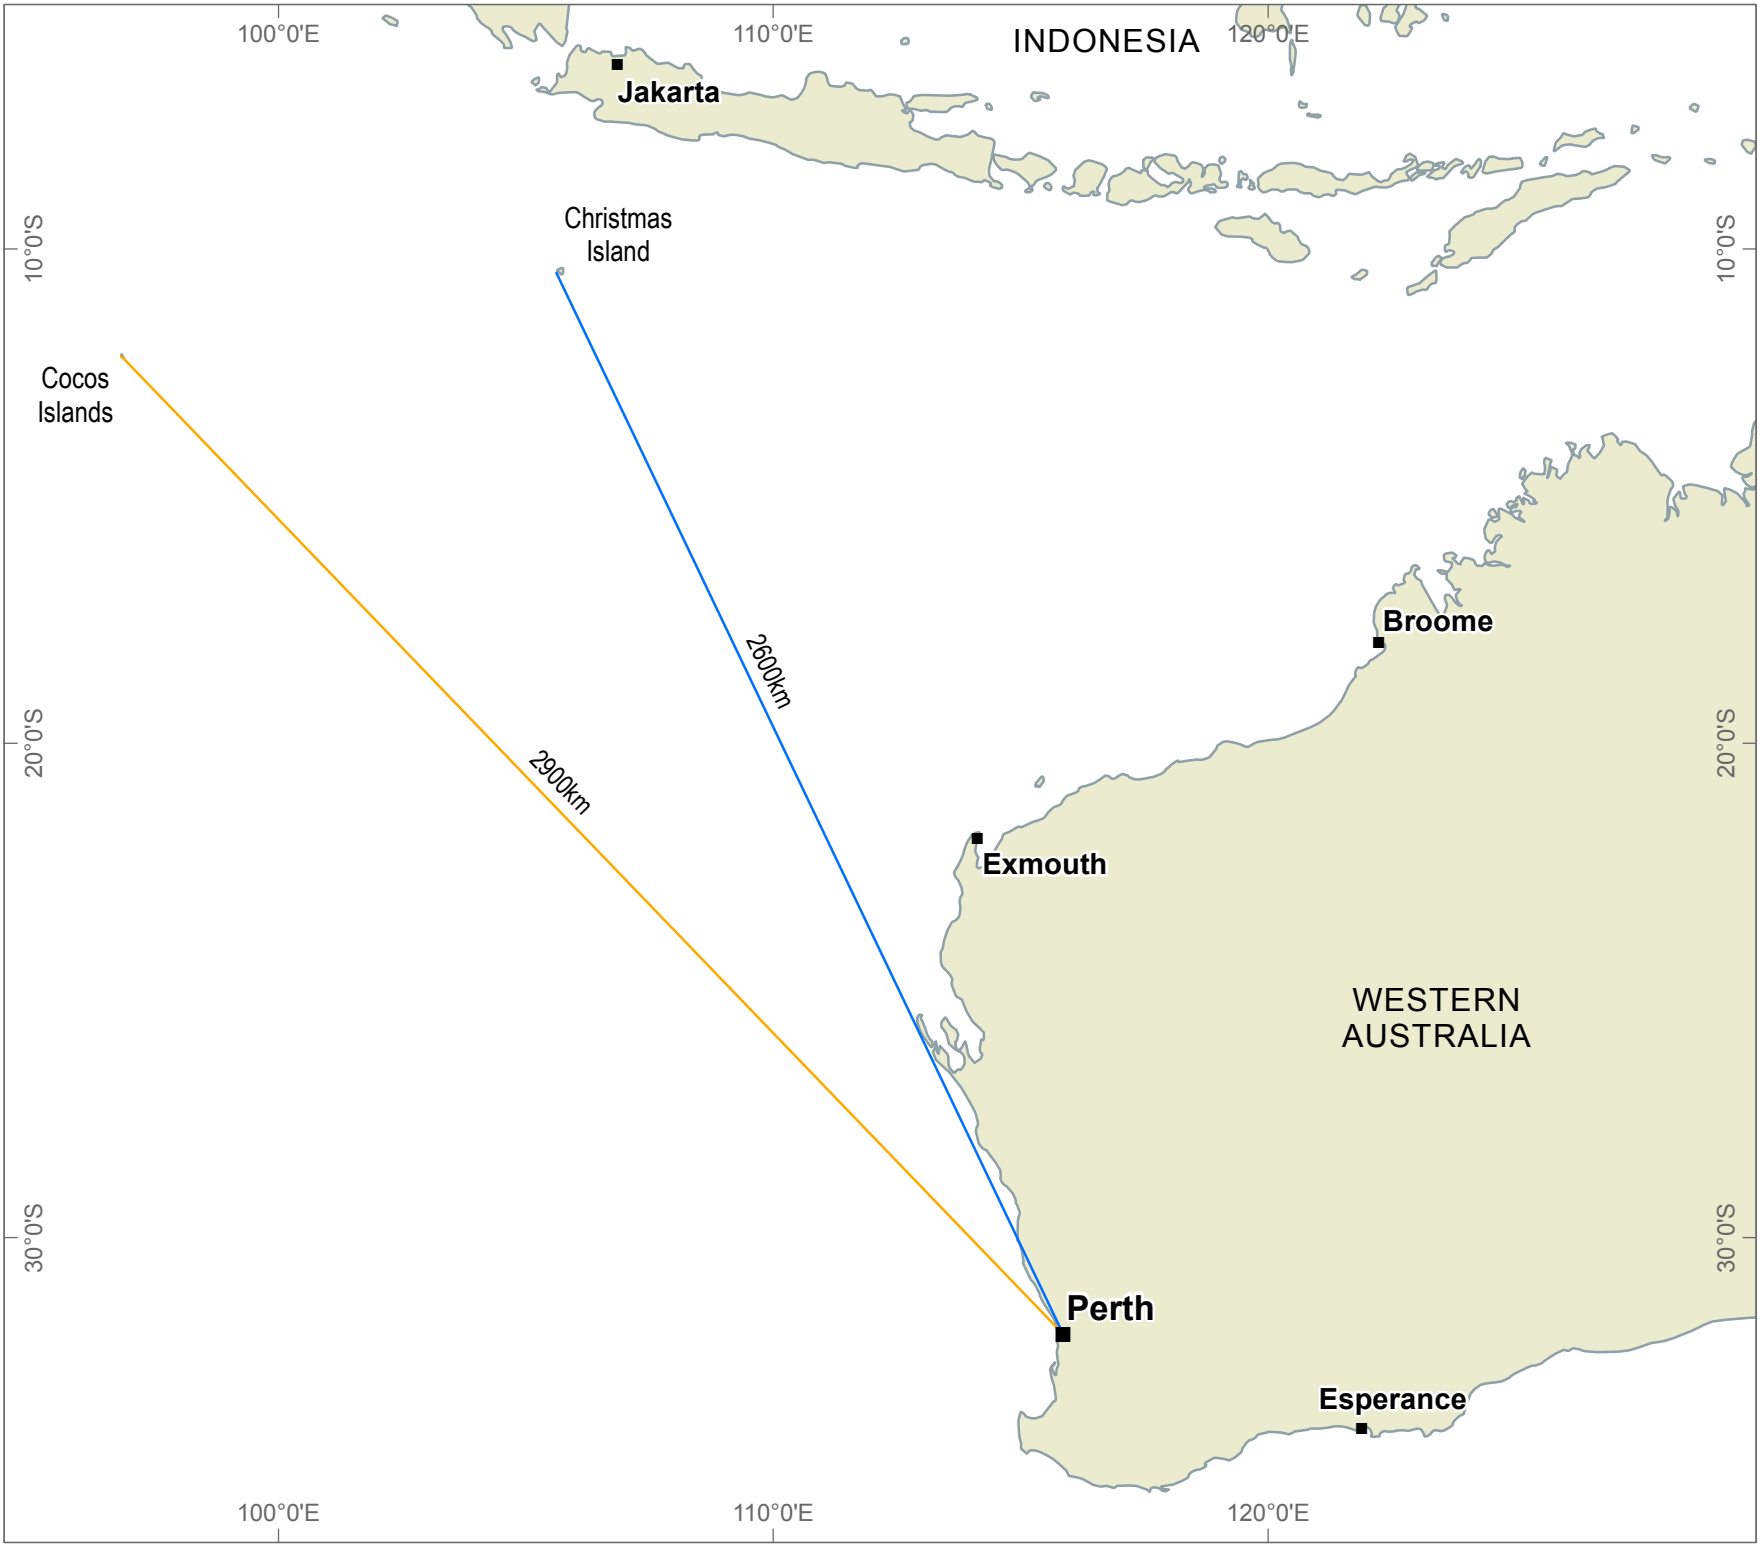 100°0'E
110°0'E
120°0'E
INDONESIA
Jakarta
Christmas
Island
10°0'S
10°0'S
Cocos
Islands
Broome
2600km
20°0'S
20°0'S
2900km
Exmouth
WESTERN
AUSTRALIA
30°0'S
30°0'S
Perth
Esperance
100°0'E
110°0'E
120°0'E